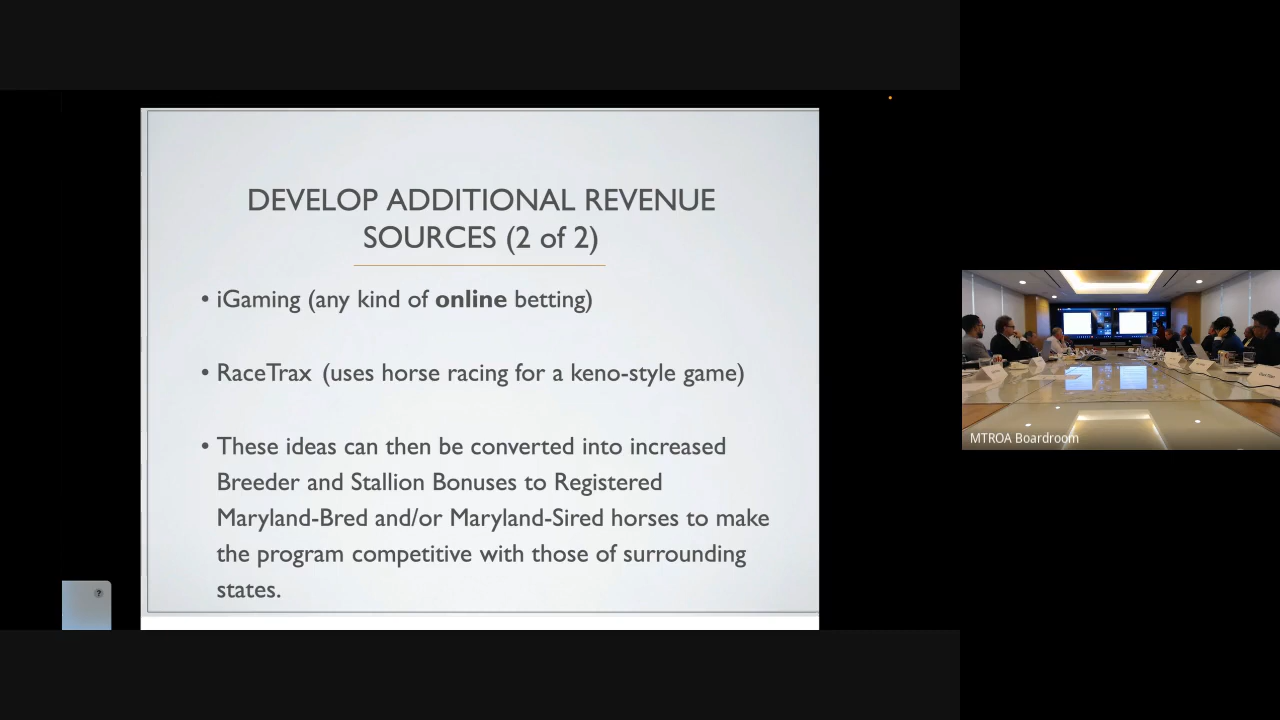 DEVELOP ADDITIONAL REVENUE
SOURCES (2 of 2)
• iGaming (any kind of online betting)
• RaceTrax (uses horse racing for a keno-style game)
• These ideas can then be converted into increased
Breeder and Stallion Bonuses to Registered
Maryland-Bred and/or Maryland-Sired horses to make
the program competitive with those of surrounding
states.
?
MTROA Boardroom